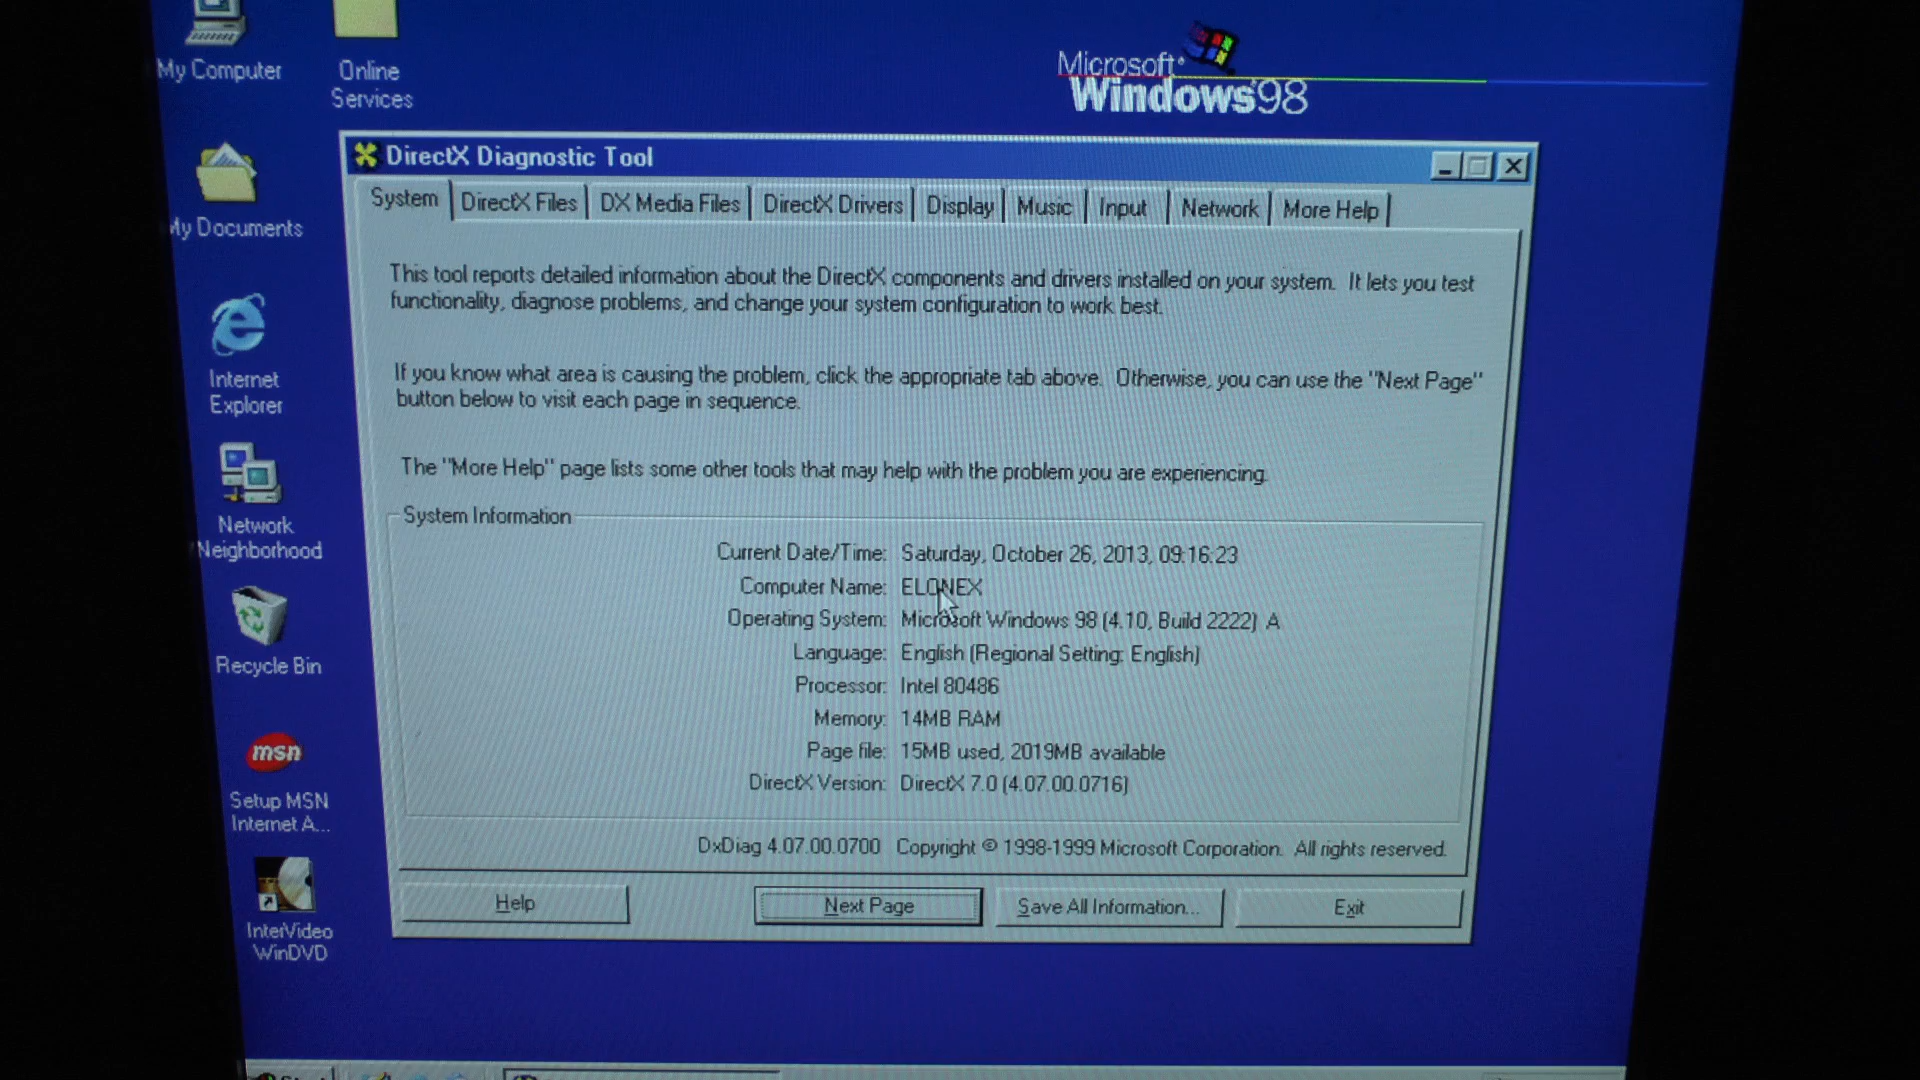 My Computer
Online
Services
Microsoft
Windows 98
My Documents
Internet
Explorer
Network
Neighborhood
Recycle Bin
msn
Setup MSN
Internet A...
InterVideo
WinDVD
DirectX Diagnostic Tool
System DirectX Files DX Media Files DirectX Drivers Display Music Input Network More Help
This tool reports detailed information about the DirectX components and drivers installed on your system. It lets you test
functionality, diagnose problems, and change your system configuration to work best.
If you know what area is causing the problem, click the appropriate tab above. Otherwise, you can use the "Next Page"
button below to visit each page in sequence.
The "More Help" page lists some other tools that may help with the problem you are experiencing.
System Information
Current Date/Time: Saturday, October 26, 2013, 09:16:23
Computer Name: ELONEX
Operating System: Microsoft Windows 98 (4.10, Build 2222) A
Language: English (Regional Setting: English)
Processor: Intel 80486
Memory: 14MB RAM
Page file: 15MB used, 2019MB available
DirectX Version: DirectX 7.0 (4.07.00.0716)
DxDiag 4.07.00.0700 Copyright © 1998-1999 Microsoft Corporation. All rights reserved.
Help Next Page Save All Information... Exit